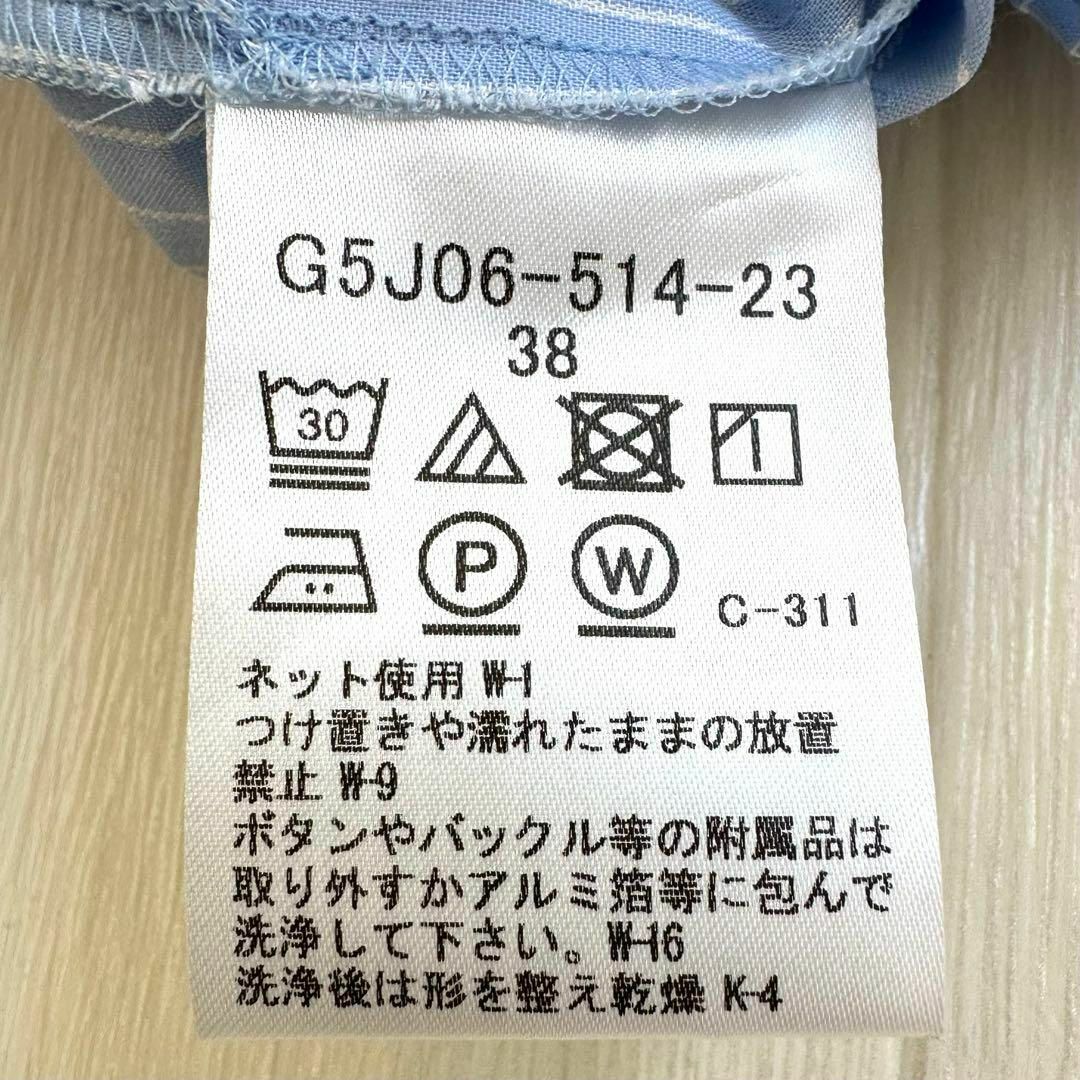 G5J06-514-23
38
30
P W C-311
ネット使用 W-1
つけ置きや濡れたままの放置
禁止 W-9
ボタンやバックル等の附属品は
取り外すかアルミ箔等に包んで
洗浄して下さい。W-16
洗浄後は形を整え乾燥 K-4